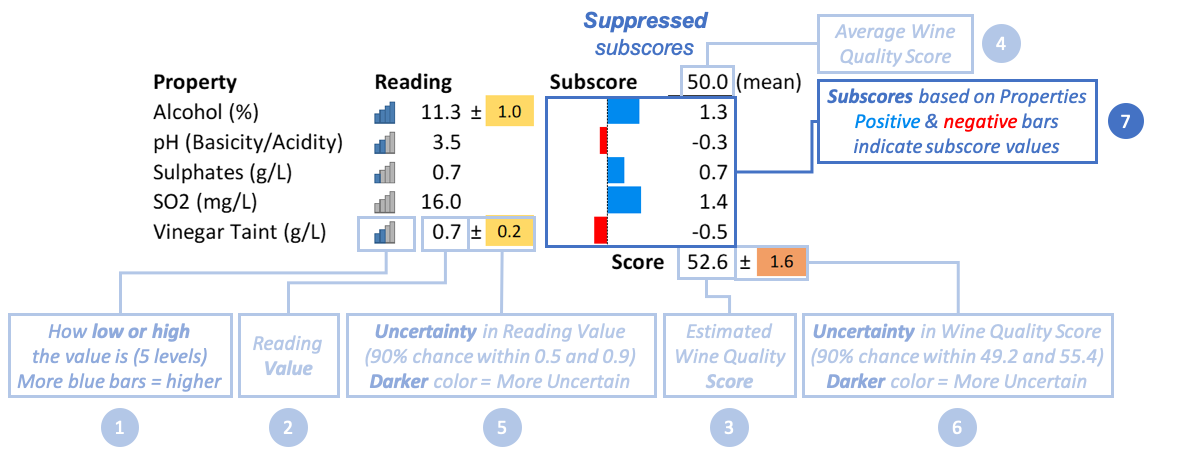 Suppressed
subscores
Average Wine
Quality Score
4
Property Reading Subscore 50.0 (mean)
Alcohol (%) 11.3 ± 1.0 1.3
pH (Basicity/Acidity) 3.5 -0.3
Sulphates (g/L) 0.7 0.7
SO2 (mg/L) 16.0 1.4
Vinegar Taint (g/L) 0.7 ± 0.2 -0.5
Score 52.6 ± 1.6
Subscores based on Properties
Positive & negative bars
indicate subscore values
7
How low or high
the value is (5 levels)
More blue bars = higher
1
Reading
Value
2
Uncertainty in Reading Value
(90% chance within 0.5 and 0.9)
Darker color = More Uncertain
5
Estimated
Wine Quality
Score
3
Uncertainty in Wine Quality Score
(90% chance within 49.2 and 55.4)
Darker color = More Uncertain
6